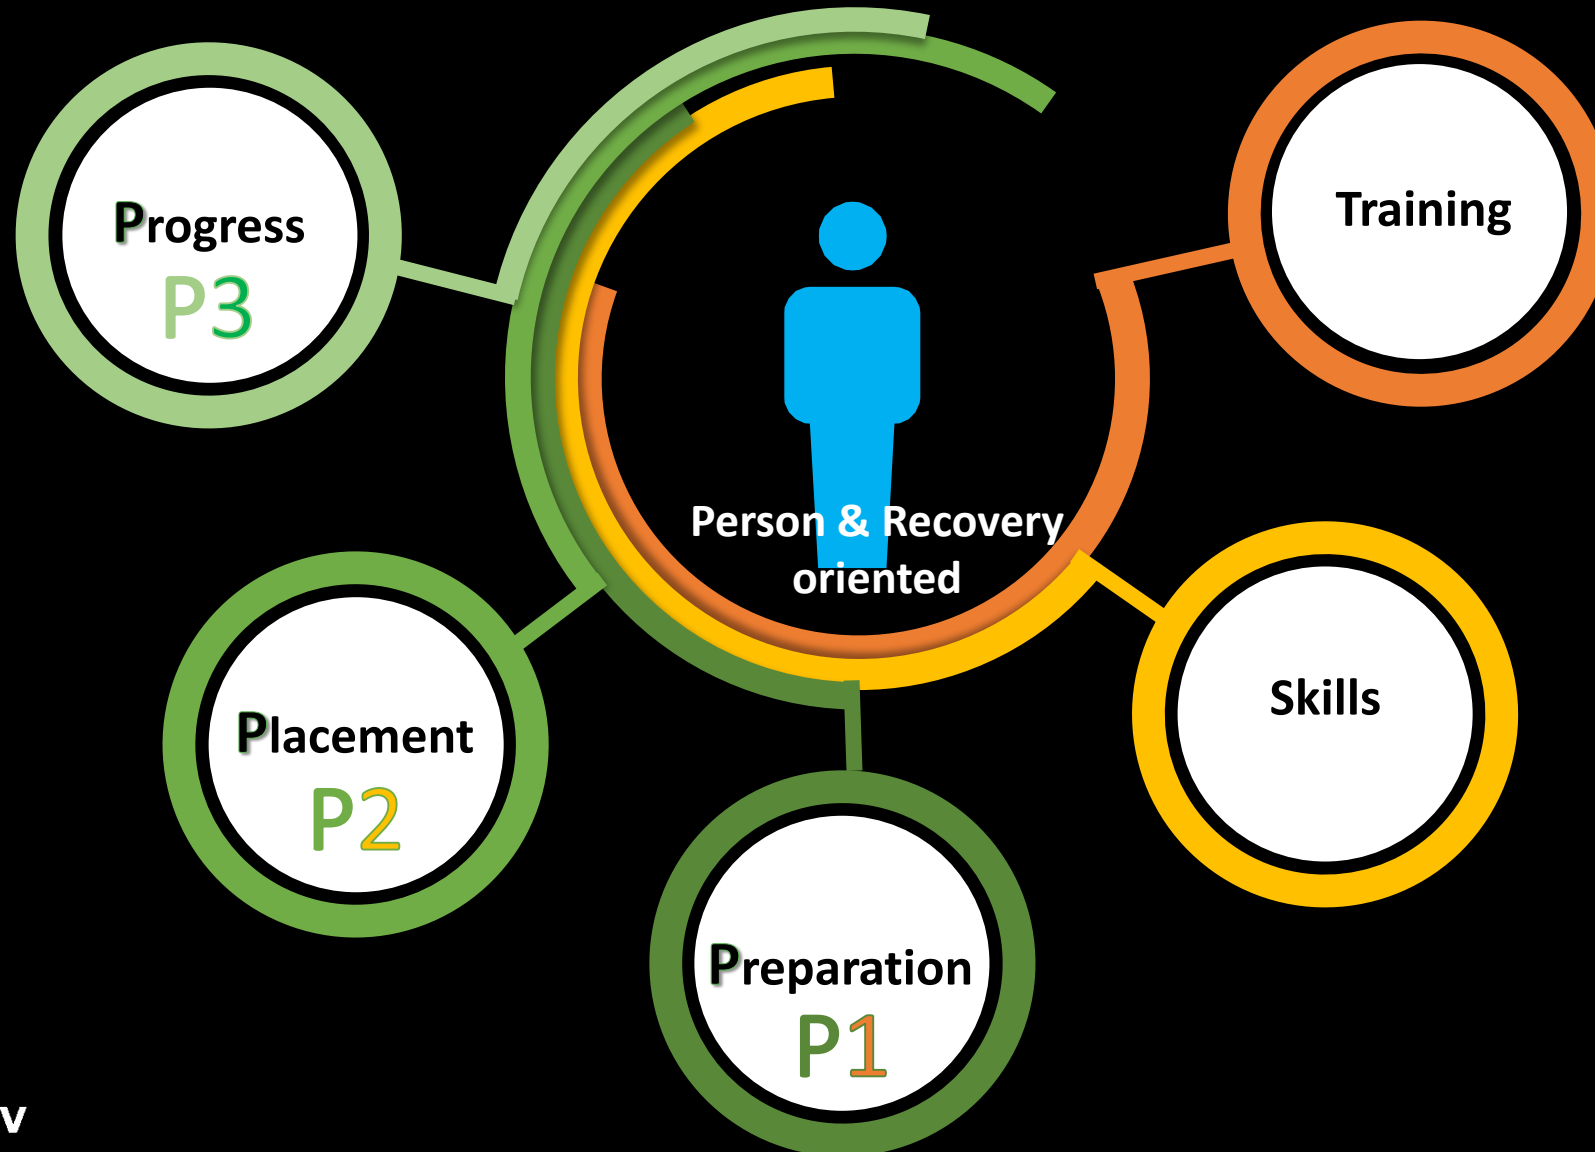 Progress
P3
Training
Person & Recovery
oriented
Placement
P2
Skills
Preparation
P1
v